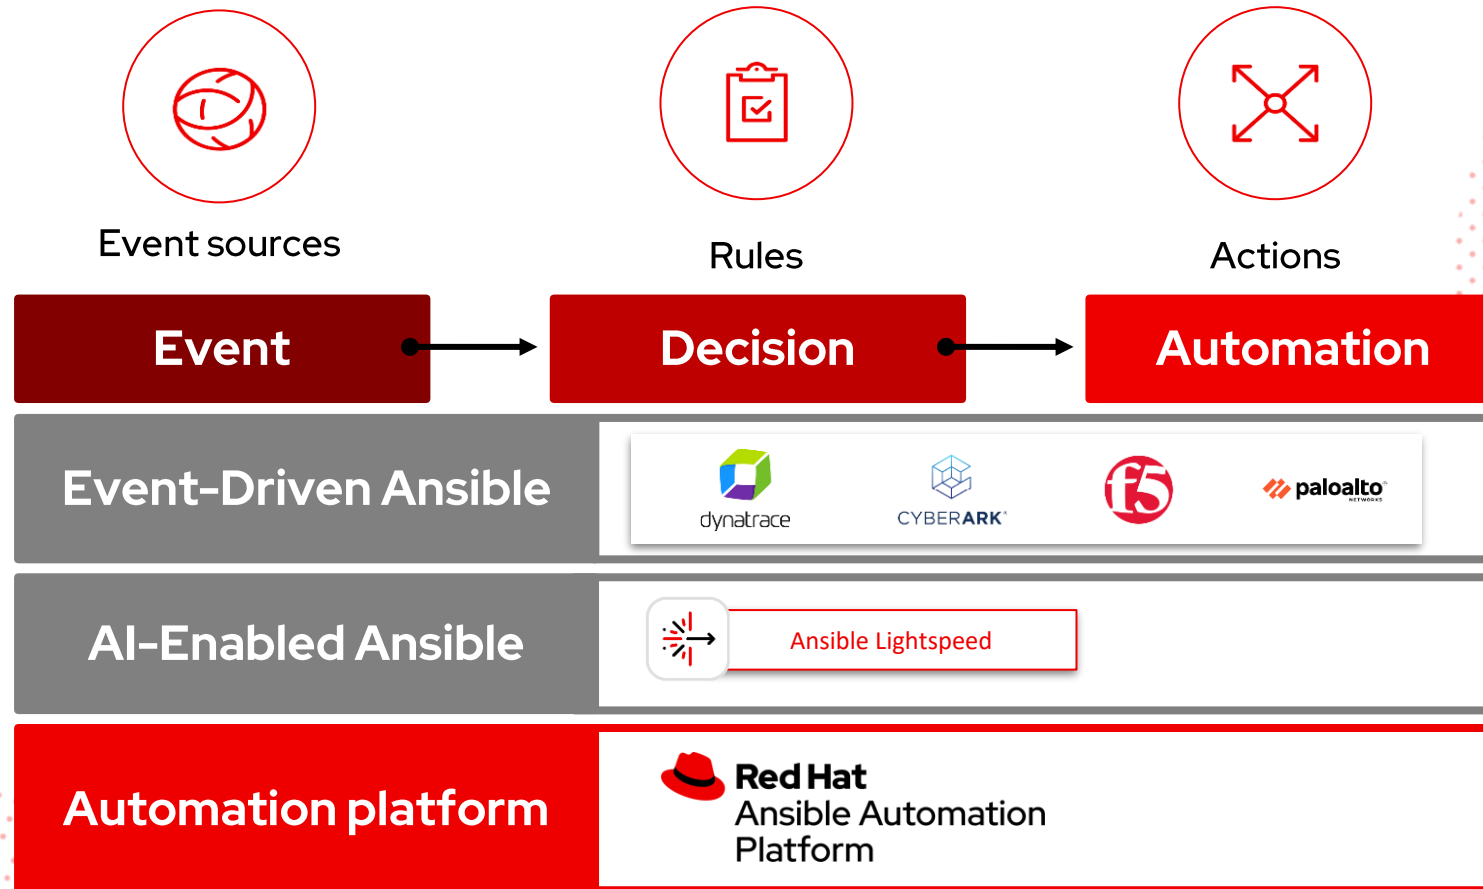 Event sources
Rules
Actions
Event
Decision
Automation
Event-Driven Ansible
dynatrace
CYBERARK
f5
paloalto
NETWORKS
AI-Enabled Ansible
Ansible Lightspeed
Automation platform
Red Hat
Ansible Automation
Platform